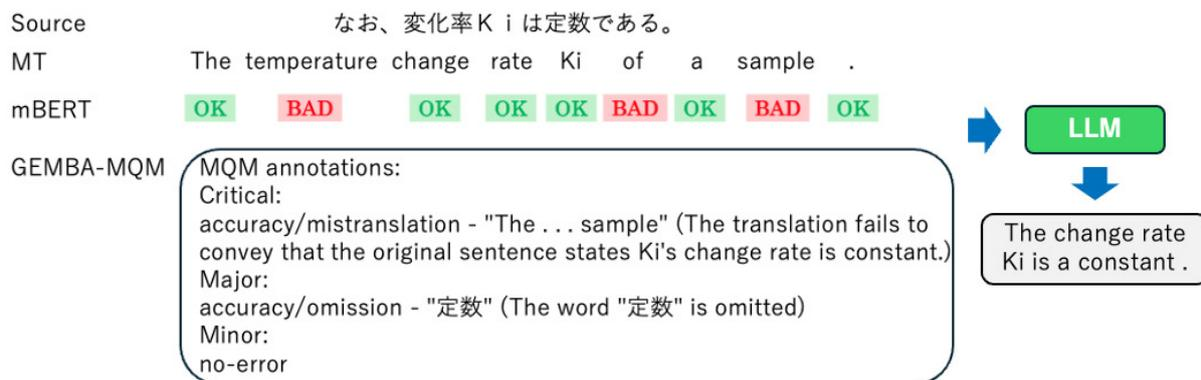 Source なお、変化率Ｋｉは定数である。
MT The temperature change rate Ki of a sample .
mBERT OK BAD OK OK OK BAD OK BAD OK
LLM
GEMBA-MQM
MQM annotations:
Critical:
accuracy/mistranslation - "The . . . sample" (The translation fails to
convey that the original sentence states Ki's change rate is constant.)
Major:
accuracy/omission - "定数" (The word "定数" is omitted)
Minor:
no-error
The change rate
Ki is a constant .